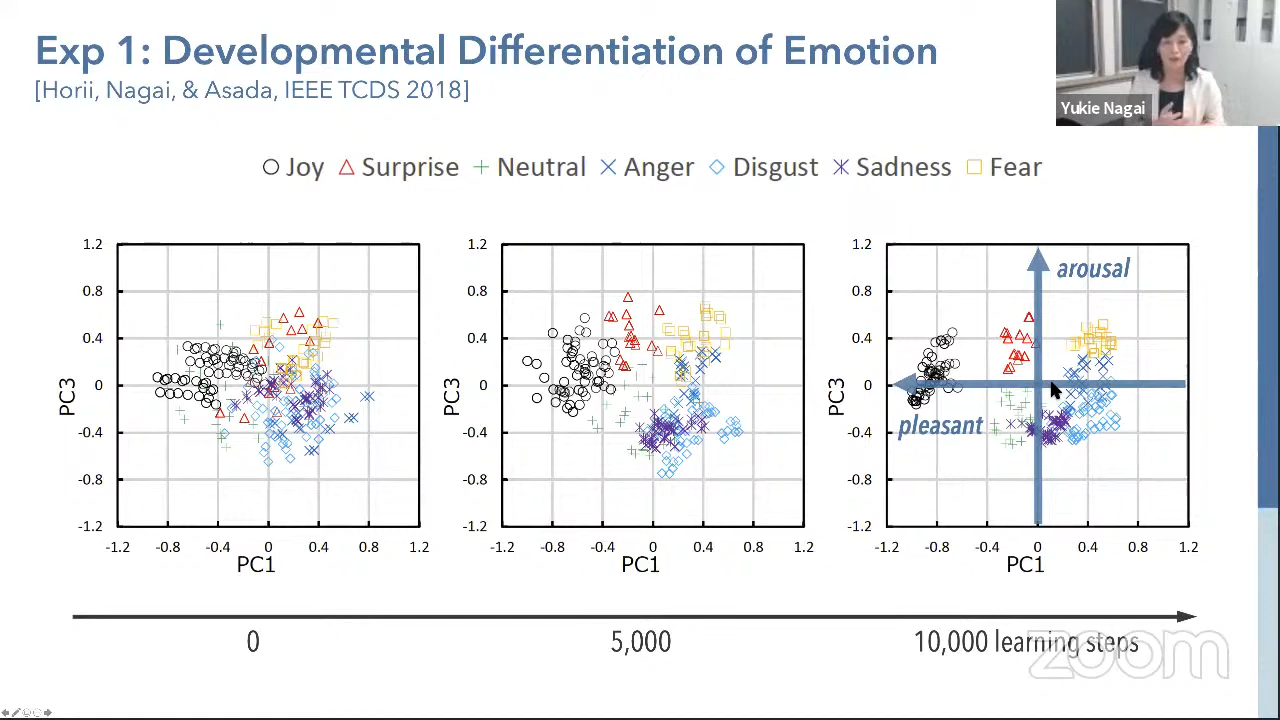 Exp 1: Developmental Differentiation of Emotion
[Horii, Nagai, & Asada, IEEE TCDS 2018]
Yukie Nagai
Joy Surprise Neutral Anger Disgust Sadness Fear
1.2 1.2 1.2
arousal
0.8 0.8 0.8
0.4 0.4 0.4
0 0 0
PC3 PC3 PC3
pleasant
-0.4 -0.4 -0.4
-0.8 -0.8 -0.8
-1.2 -1.2 -1.2
-1.2 -0.8 -0.4 0 0.4 0.8 1.2 -1.2 -0.8 -0.4 0 0.4 0.8 1.2 -1.2 -0.8 -0.4 0 0.4 0.8 1.2
PC1 PC1 PC1
0 5,000 10,000 learning steps
zoom